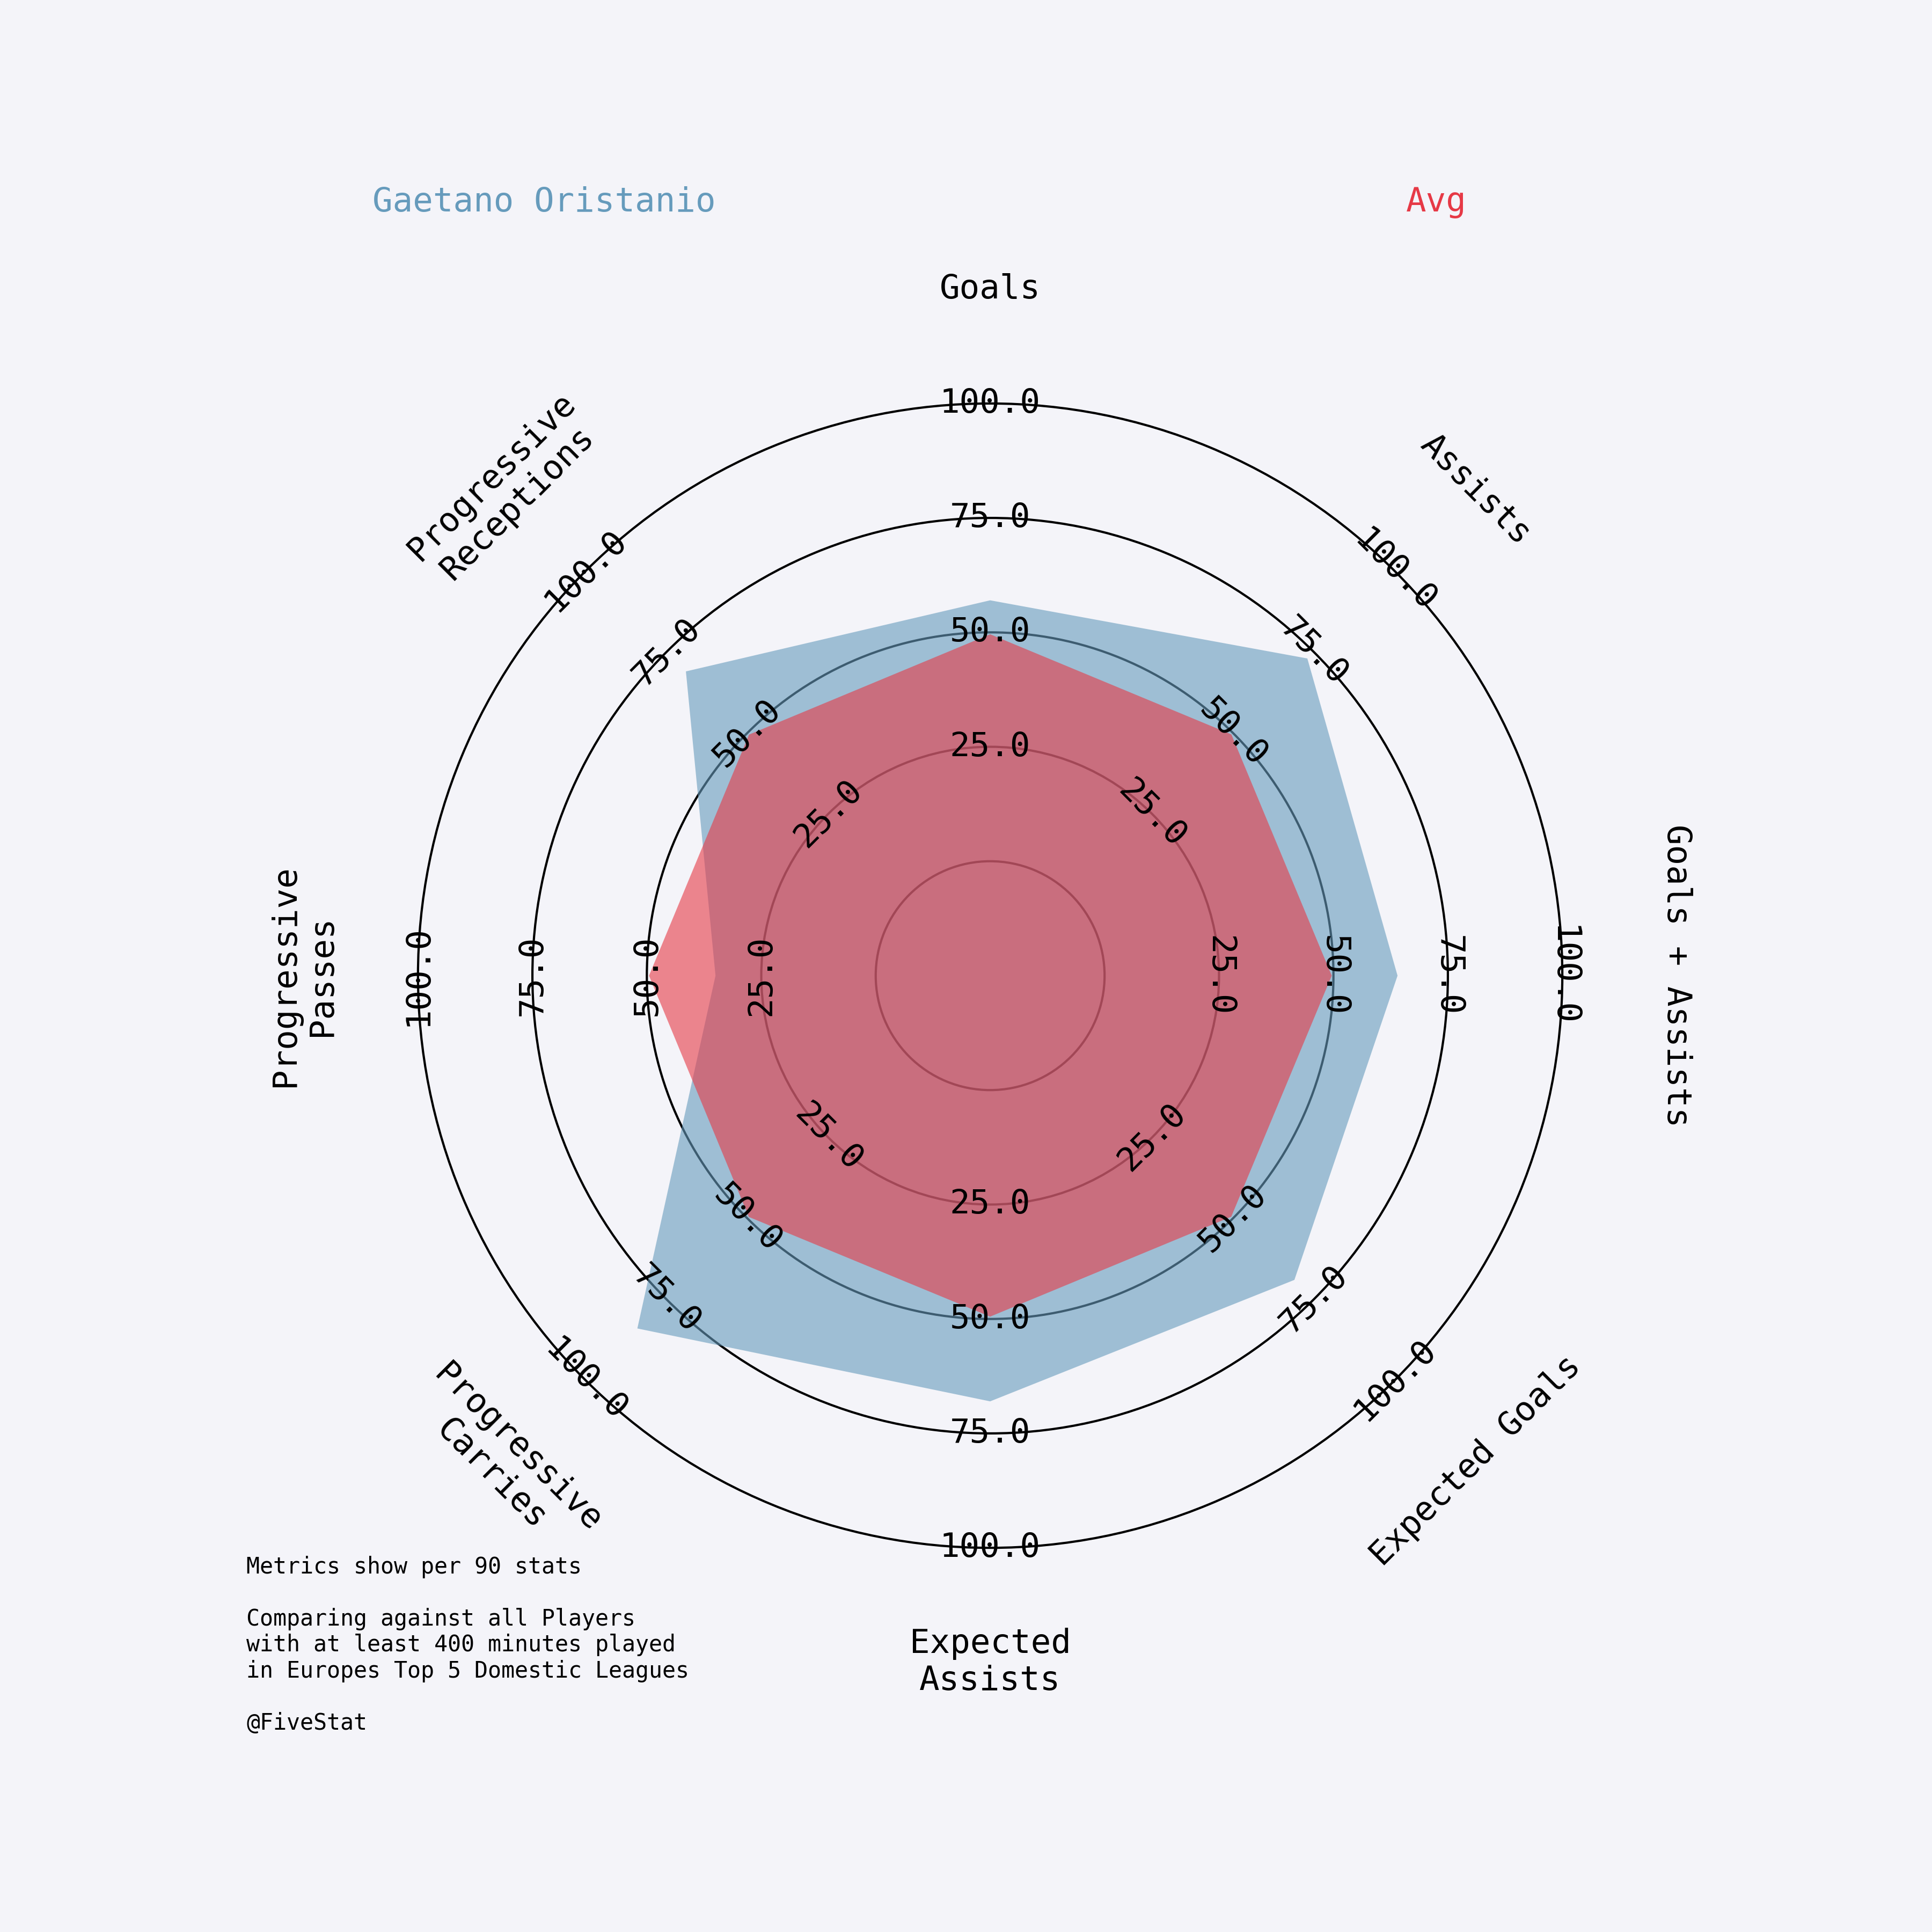 Gaetano Oristanio
Avg
Goals
Assists
Goals + Assists
Expected Goals
Expected
Assists
Progressive
Carries
Progressive
Passes
Progressive
Receptions
25.0
50.0
75.0
100.0
25.0
50.0
75.0
100.0
25.0
50.0
75.0
100.0
25.0
50.0
75.0
100.0
25.0
50.0
75.0
100.0
25.0
50.0
75.0
100.0
25.0
50.0
75.0
100.0
25.0
50.0
75.0
100.0
Metrics show per 90 stats
Comparing against all Players
with at least 400 minutes played
in Europes Top 5 Domestic Leagues
@FiveStat